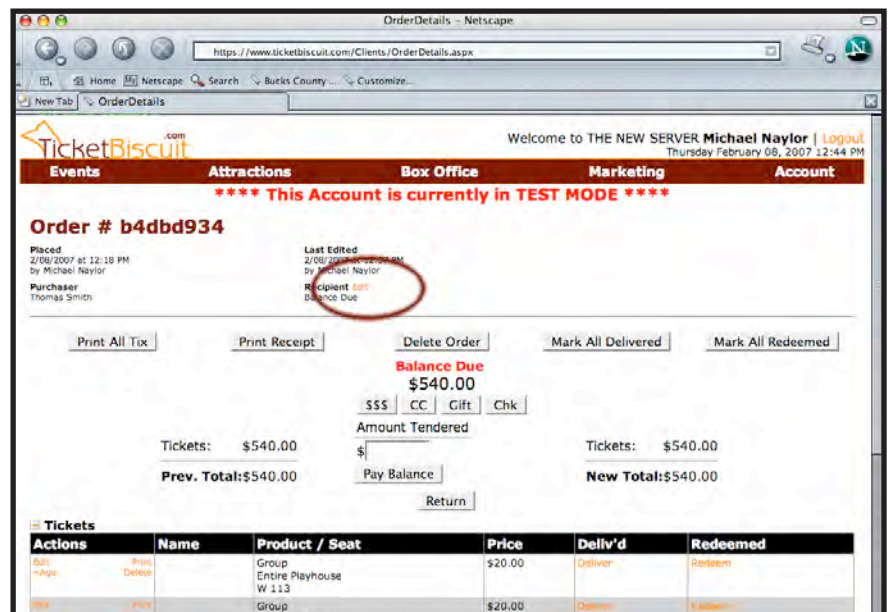 OrderDetails - Netscape
https://www.ticketbiscuit.com/Clients/OrderDetails.aspx
Home Netscape Search Bucks County ... Customize...
New Tab OrderDetails
TicketBiscuit.com
Welcome to THE NEW SERVER Michael Naylor | Logout
Thursday February 08, 2007 12:44 PM
Events Attractions Box Office Marketing Account
**** This Account is currently in TEST MODE ****
Order # b4dbd934
Placed
2/08/2007 at 12:18 PM
by Michael Naylor
Last Edited
2/08/2007 at PM
by Michael Naylor
Purchaser
Thomas Smith
Recipient Edit
Balance Due
Print All Tix Print Receipt Delete Order Mark All Delivered Mark All Redeemed
Balance Due
$540.00
$$$ CC Gift Chk
Amount Tendered
$
Tickets: $540.00
Prev. Total:$540.00
Pay Balance
Tickets: $540.00
New Total:$540.00
Return
Tickets
Actions Name Product / Seat Price Deliv'd Redeemed
Edit Print Group $20.00 Deliver Redeem
+Age Delete Entire Playhouse
W 113
Group $20.00